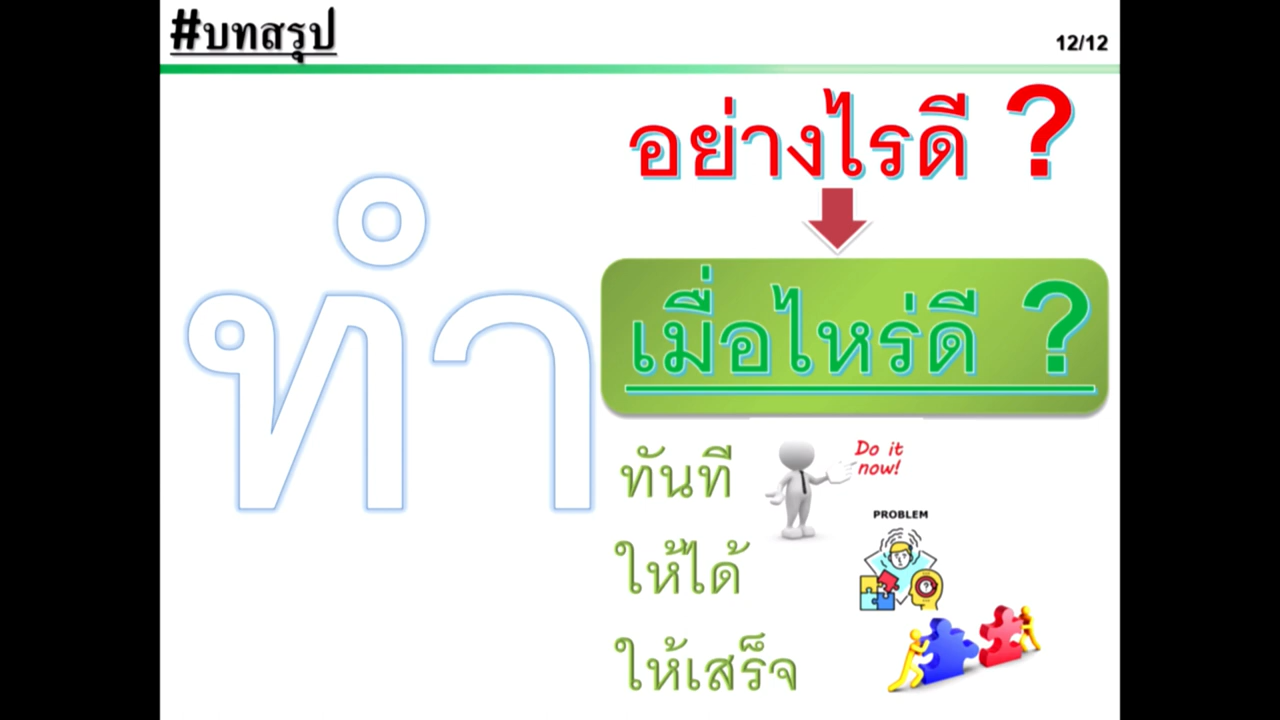 #บทสรุป
12/12
ทำ
อย่างไรดี ?
เมื่อไหร่ดี ?
ทันที
Do it
now!
PROBLEM
ให้ได้
ให้เสร็จ